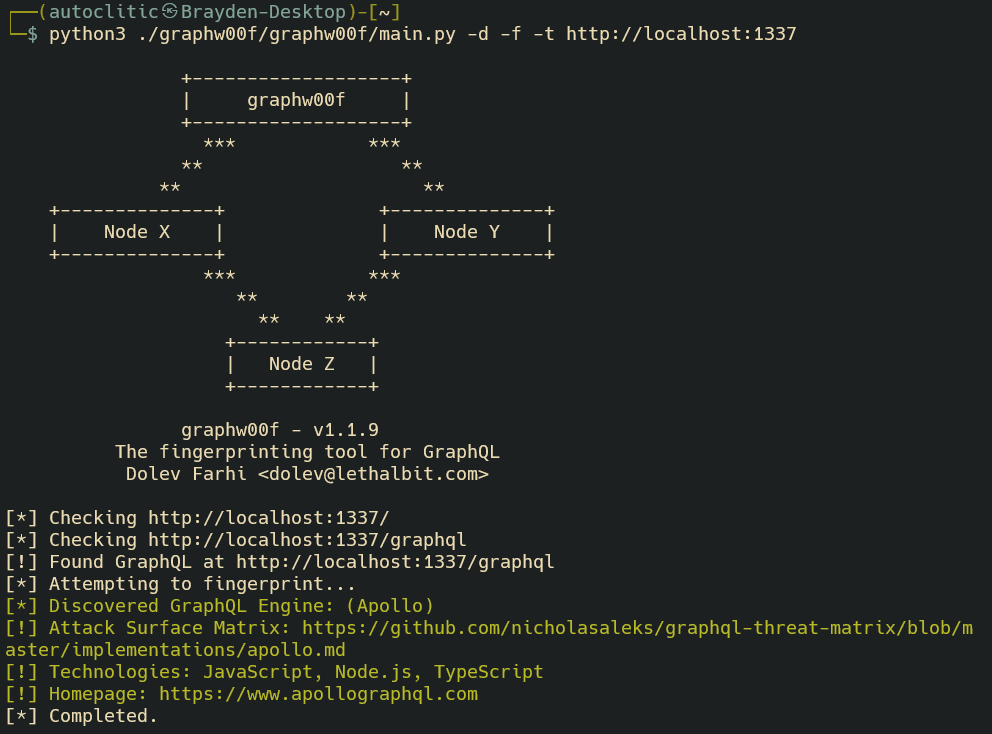 ┌──(autoclitic㉿Brayden-Desktop)-[~]
└─$ python3 ./graphw00f/graphw00f/main.py -d -f -t http://localhost:1337

                +-------------------+
                |     graphw00f     |
                +-------------------+
                  ***            ***
                **                  **
              **                      **
    +--------------+              +--------------+
    |    Node X    |              |    Node Y    |
    +--------------+              +--------------+
                  ***            ***
                     **        **
                       **    **
                    +------------+
                    |   Node Z   |
                    +------------+

                graphw00f - v1.1.9
          The fingerprinting tool for GraphQL
           Dolev Farhi <dolev@lethalbit.com>

[*] Checking http://localhost:1337/
[*] Checking http://localhost:1337/graphql
[!] Found GraphQL at http://localhost:1337/graphql
[*] Attempting to fingerprint...
[*] Discovered GraphQL Engine: (Apollo)
[!] Attack Surface Matrix: https://github.com/nicholasaleks/graphql-threat-matrix/blob/m
aster/implementations/apollo.md
[!] Technologies: JavaScript, Node.js, TypeScript
[!] Homepage: https://www.apollographql.com
[*] Completed.